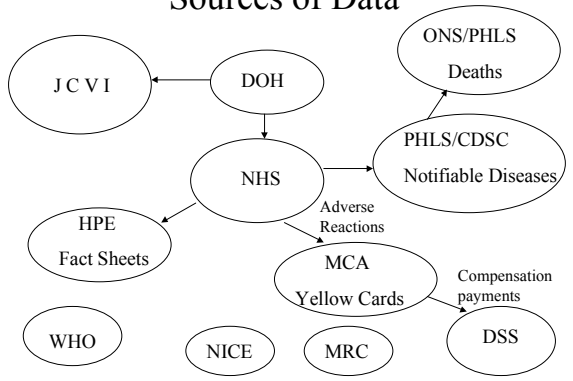 Sources of Data
ONS/PHLS
Deaths
J C V I
DOH
PHLS/CDSC
Notifiable Diseases
NHS
Adverse
Reactions
HPE
Fact Sheets
MCA
Yellow Cards
Compensation
payments
DSS
WHO
NICE
MRC